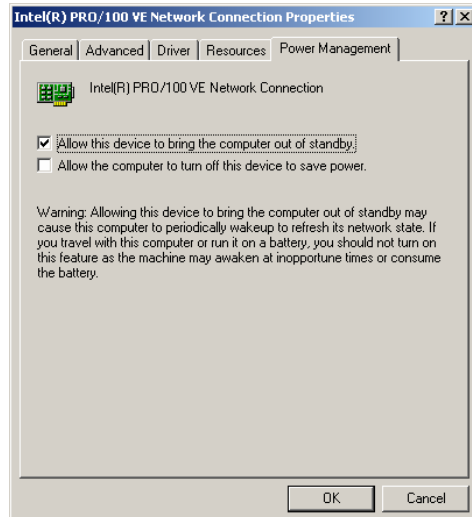 Intel(R) PRO/100 VE Network Connection Properties
General Advanced Driver Resources Power Management
Intel(R) PRO/100 VE Network Connection
Allow this device to bring the computer out of standby.
Allow the computer to turn off this device to save power.
Warning: Allowing this device to bring the computer out of standby may
cause this computer to periodically wakeup to refresh its network state. If
you travel with this computer or run it on a battery, you should not turn on
this feature as the machine may awaken at inopportune times or consume
the battery.
OK Cancel